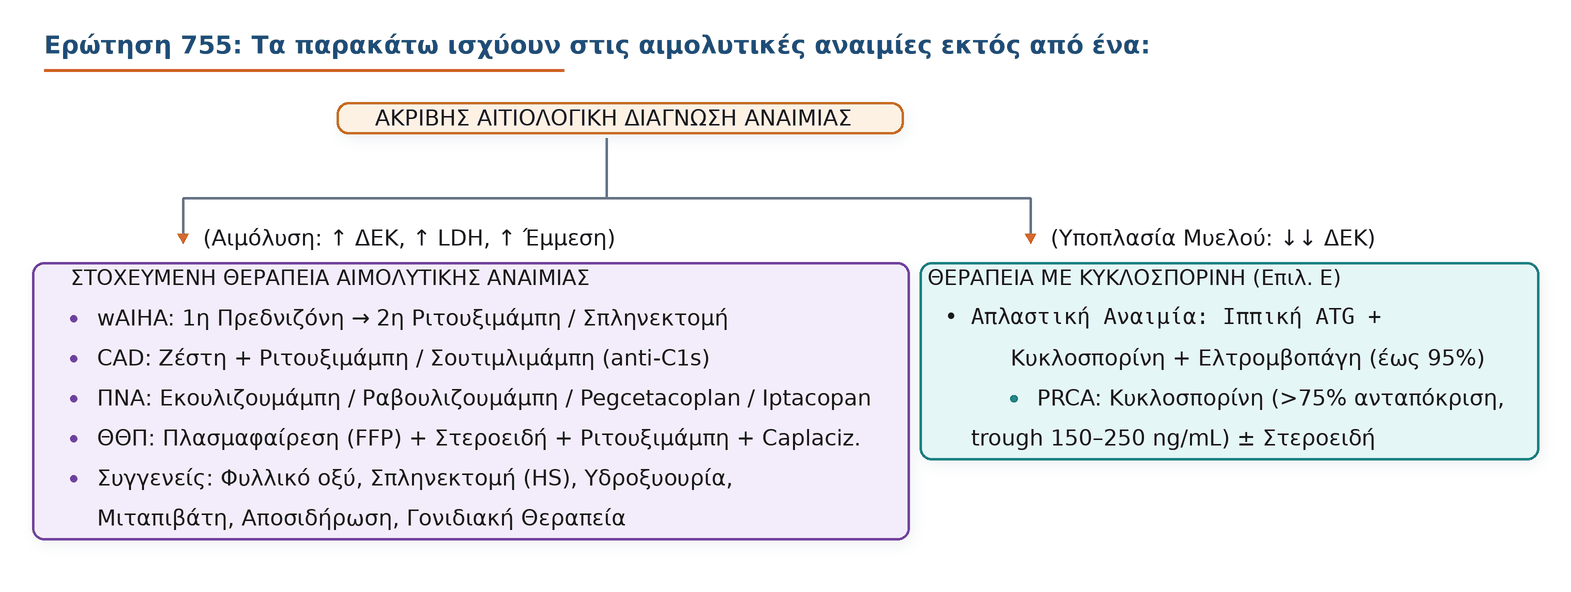 Ερώτηση 755: Τα παρακάτω ισχύουν στις αιμολυτικές αναιμίες εκτός από ένα:
ΑΚΡΙΒΗΣ ΑΙΤΙΟΛΟΓΙΚΗ ΔΙΑΓΝΩΣΗ ΑΝΑΙΜΙΑΣ
(Αιμόλυση: ↑ ΔΕΚ, ↑ LDH, ↑ Έμμεση)
ΣΤΟΧΕΥΜΕΝΗ ΘΕΡΑΠΕΙΑ ΑΙΜΟΛΥΤΙΚΗΣ ΑΝΑΙΜΙΑΣ
• wAIHA: 1η Πρεδνιζόνη → 2η Ριτουξιμάμπη / Σπληνεκτομή
• CAD: Ζέστη + Ριτουξιμάμπη / Σουτιμλιμάμπη (anti-C1s)
• ΠΝΑ: Εκουλιζουμάμπη / Ραβουλιζουμάμπη / Pegcetacoplan / Iptacopan
• ΘΘΠ: Πλασμαφαίρεση (FFP) + Στεροειδή + Ριτουξιμάμπη + Caplaciz.
• Συγγενείς: Φυλλικό οξύ, Σπληνεκτομή (HS), Υδροξυουρία,
Μιταπιβάτη, Αποσιδήρωση, Γονιδιακή Θεραπεία
(Υποπλασία Μυελού: ↓↓ ΔΕΚ)
ΘΕΡΑΠΕΙΑ ΜΕ ΚΥΚΛΟΣΠΟΡΙΝΗ (Επιλ. Ε)
• Απλαστική Αναιμία: Ιππική ATG +
Κυκλοσπορίνη + Ελτρομβοπάγη (έως 95%)
• PRCA: Κυκλοσπορίνη (>75% ανταπόκριση,
trough 150–250 ng/mL) ± Στεροειδή